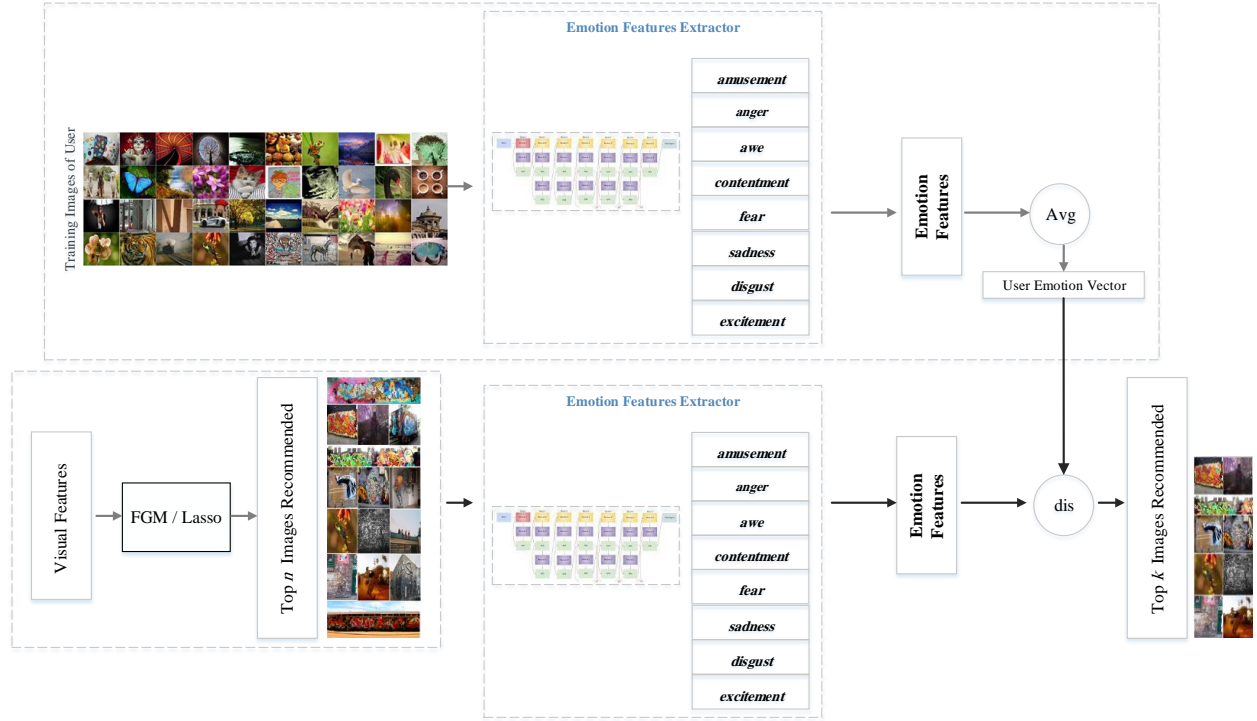 Emotion Features Extractor
Training Images of User
amusement
anger
awe
contentment
fear
sadness
disgust
excitement
Emotion
Features
Avg
User Emotion Vector
Visual Features
FGM / Lasso
Top n Images Recommended
Emotion Features Extractor
amusement
anger
awe
contentment
fear
sadness
disgust
excitement
Emotion
Features
dis
Top k Images Recommended